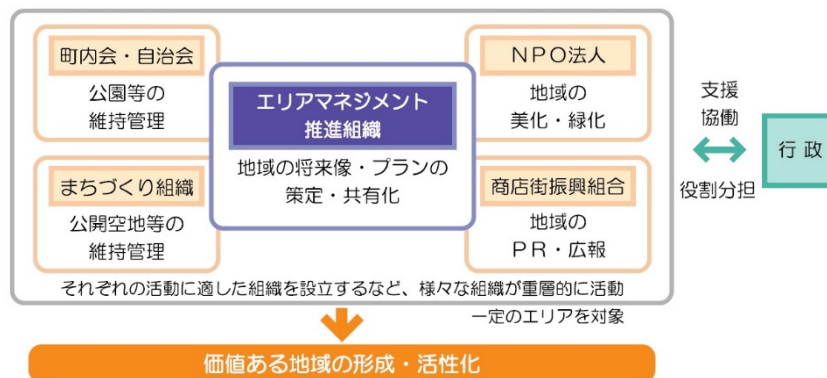 町内会・自治会
公園等の
維持管理
NPO法人
地域の
美化・緑化
エリアマネジメント
推進組織
地域の将来像・プランの
策定・共有化
まちづくり組織
公開空地等の
維持管理
商店街振興組合
地域の
PR・広報
それぞれの活動に適した組織を設立するなど、様々な組織が重層的に活動
一定のエリアを対象
支援
協働
役割分担
行政
価値ある地域の形成・活性化